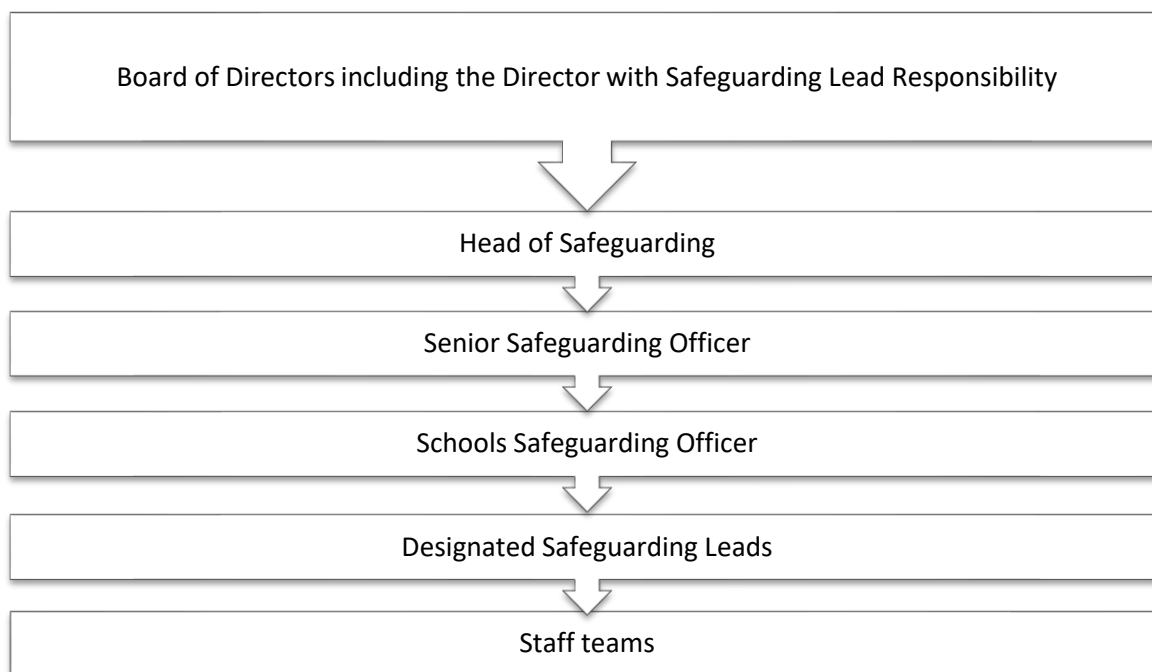 Board of Directors including the Director with Safeguarding Lead Responsibility
Head of Safeguarding
Senior Safeguarding Officer
Schools Safeguarding Officer
Designated Safeguarding Leads
Staff teams